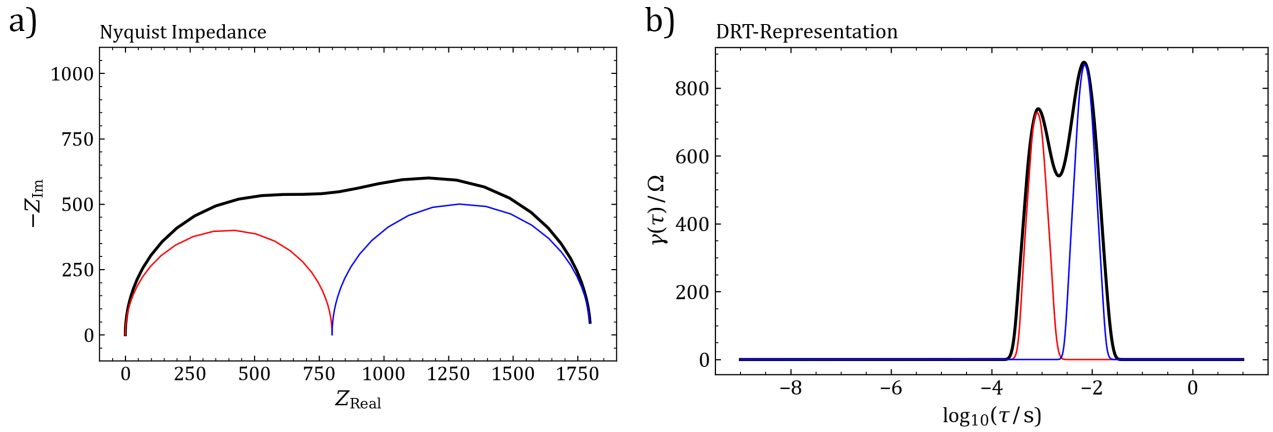 a)
Nyquist Impedance
1000
750
500
250
0
−Z_Im
0 250 500 750 1000 1250 1500 1750
Z_Real
b)
DRT-Representation
800
600
400
200
0
γ(τ)/Ω
−8 −6 −4 −2 0
log₁₀(τ/s)